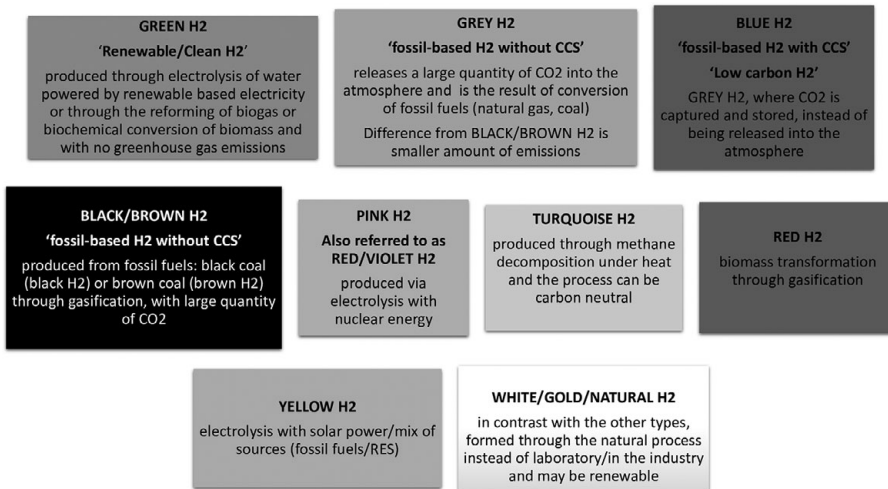 GREEN H2
‘Renewable/Clean H2’
produced through electrolysis of water
powered by renewable based electricity
or through the reforming of biogas or
biochemical conversion of biomass and
with no greenhouse gas emissions
GREY H2
‘fossil-based H2 without CCS’
releases a large quantity of CO2 into the
atmosphere and is the result of conversion
of fossil fuels (natural gas, coal)
Difference from BLACK/BROWN H2 is
smaller amount of emissions
BLUE H2
‘fossil-based H2 with CCS’
‘Low carbon H2’
GREY H2, where CO2 is
captured and stored, instead of
being released into the
atmosphere
BLACK/BROWN H2
‘fossil-based H2 without CCS’
produced from fossil fuels: black coal
(black H2) or brown coal (brown H2)
through gasification, with large quantity
of CO2
PINK H2
Also referred to as
RED/VIOLET H2
produced via
electrolysis with
nuclear energy
TURQUOISE H2
produced through methane
decomposition under heat
and the process can be
carbon neutral
RED H2
biomass transformation
through gasification
YELLOW H2
electrolysis with solar power/mix of
sources (fossil fuels/RES)
WHITE/GOLD/NATURAL H2
in contrast with the other types,
formed through the natural process
instead of laboratory/in the industry
and may be renewable